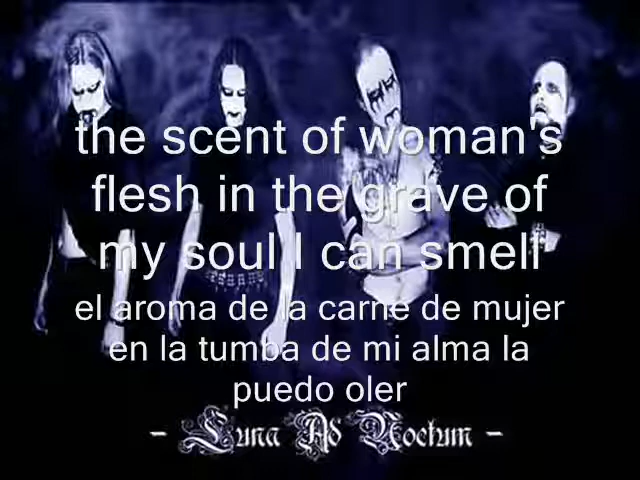 the scent of woman's
flesh in the grave of
my soul I can smell
el aroma de la carne de mujer
en la tumba de mi alma la
puedo oler
- Luna Ad Noctum -